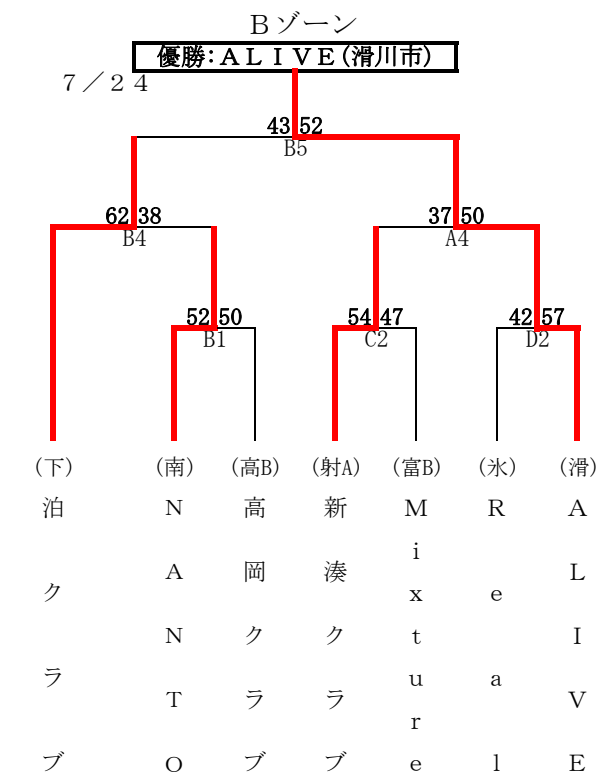 Bゾーン
優勝：ＡＬＩＶＥ(滑川市)
７／２４
43 52
B5
62 38
B4
37 50
A4
52 50
B1
54 47
C2
42 57
D2
(下) (南) (高B) (射A) (富B) (氷) (滑)
泊クラブ
ＮＡＮＴＯ
高岡クラブ
新湊クラブ
Ｍｉｘｔｕｒｅ
Ｒｅａｌ
ＡＬＩＶＥ